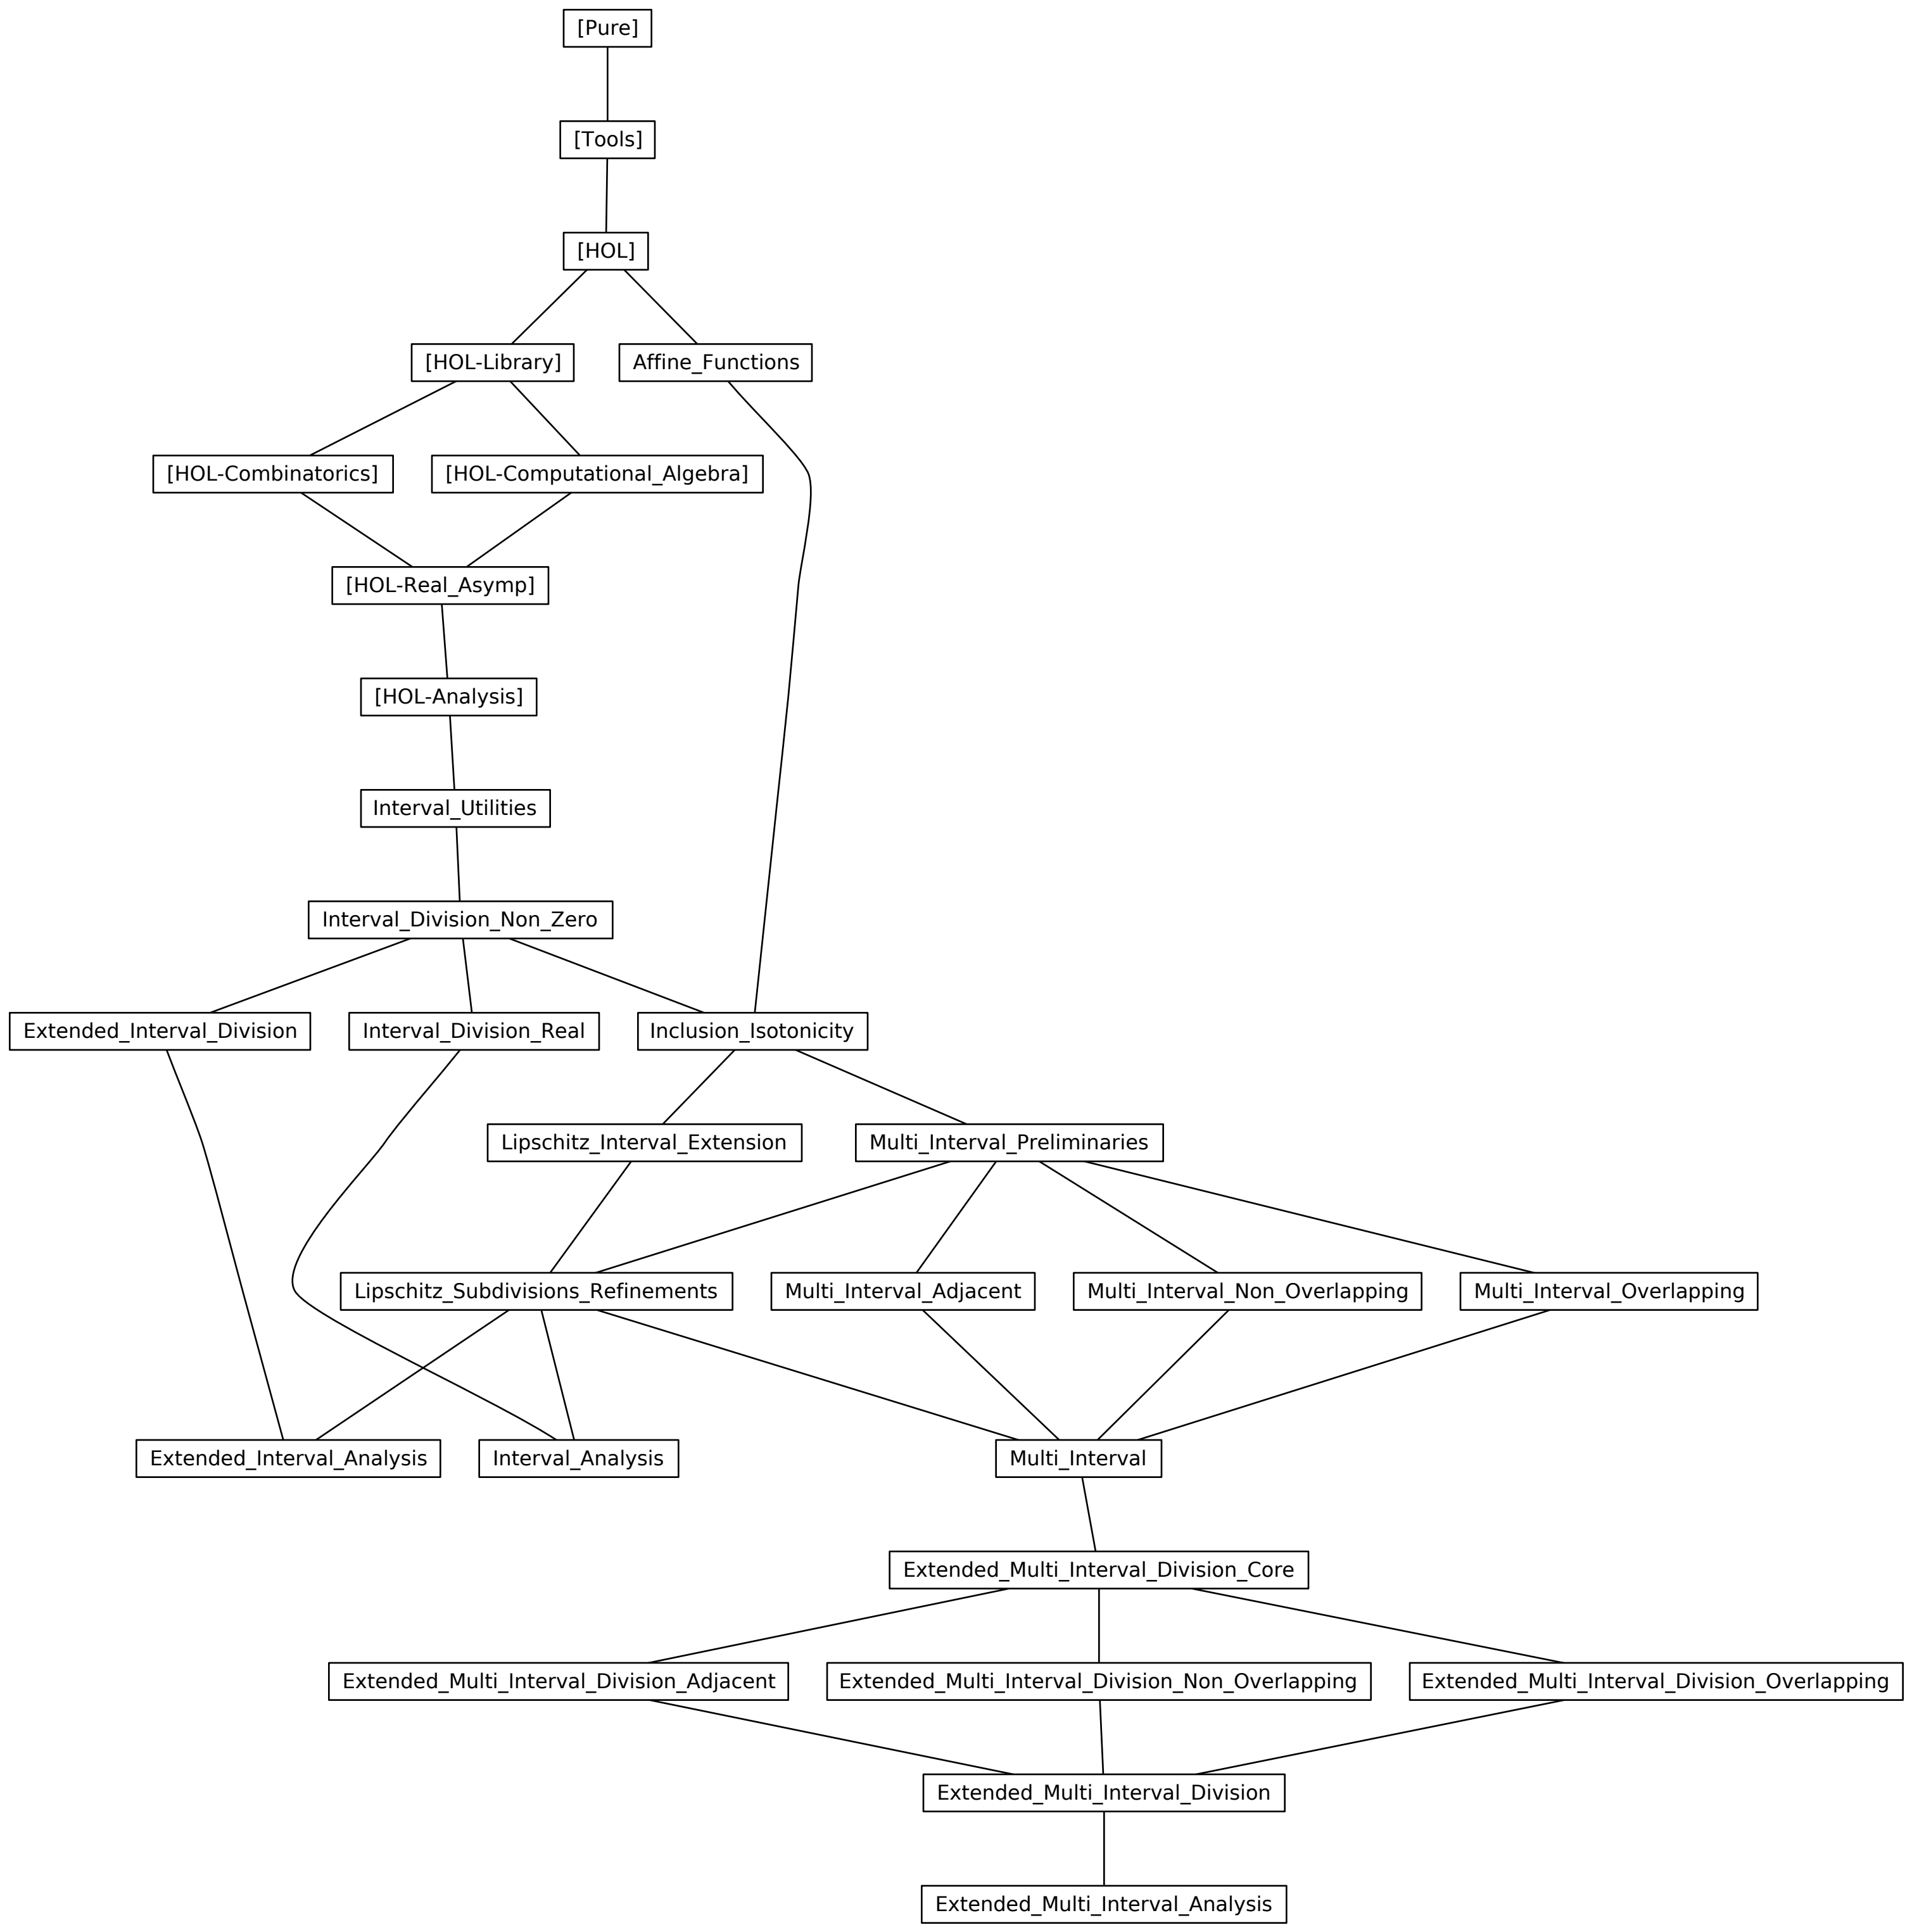 [Pure]
[Tools]
[HOL]
[HOL-Library]
Affine_Functions
[HOL-Combinatorics]
[HOL-Computational_Algebra]
[HOL-Real_Asymp]
[HOL-Analysis]
Interval_Utilities
Interval_Division_Non_Zero
Extended_Interval_Division
Interval_Division_Real
Inclusion_Isotonicity
Lipschitz_Interval_Extension
Multi_Interval_Preliminaries
Lipschitz_Subdivisions_Refinements
Multi_Interval_Adjacent
Multi_Interval_Non_Overlapping
Multi_Interval_Overlapping
Extended_Interval_Analysis
Interval_Analysis
Multi_Interval
Extended_Multi_Interval_Division_Core
Extended_Multi_Interval_Division_Adjacent
Extended_Multi_Interval_Division_Non_Overlapping
Extended_Multi_Interval_Division_Overlapping
Extended_Multi_Interval_Division
Extended_Multi_Interval_Analysis